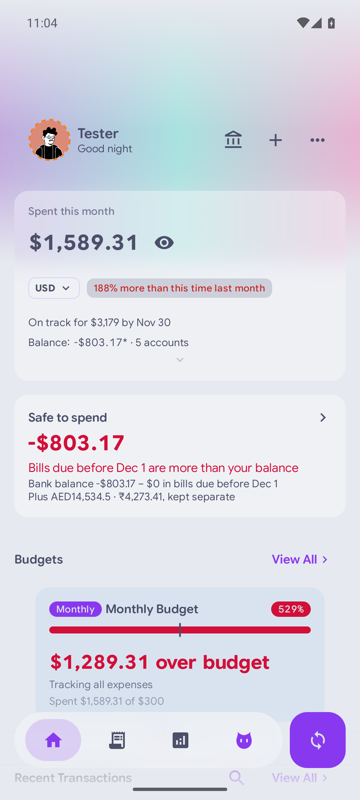 11:04
Tester
Good night
Spent this month
$1,589.31
USD
188% more than this time last month
On track for $3,179 by Nov 30
Balance: -$803.17* · 5 accounts
Safe to spend
-$803.17
Bills due before Dec 1 are more than your balance
Bank balance -$803.17 – $0 in bills due before Dec 1
Plus AED14,534.5 · ₹4,273.41, kept separate
Budgets
View All
Monthly
Monthly Budget
529%
$1,289.31 over budget
Tracking all expenses
Spent $1,589.31 of $300
Recent Transactions
View All